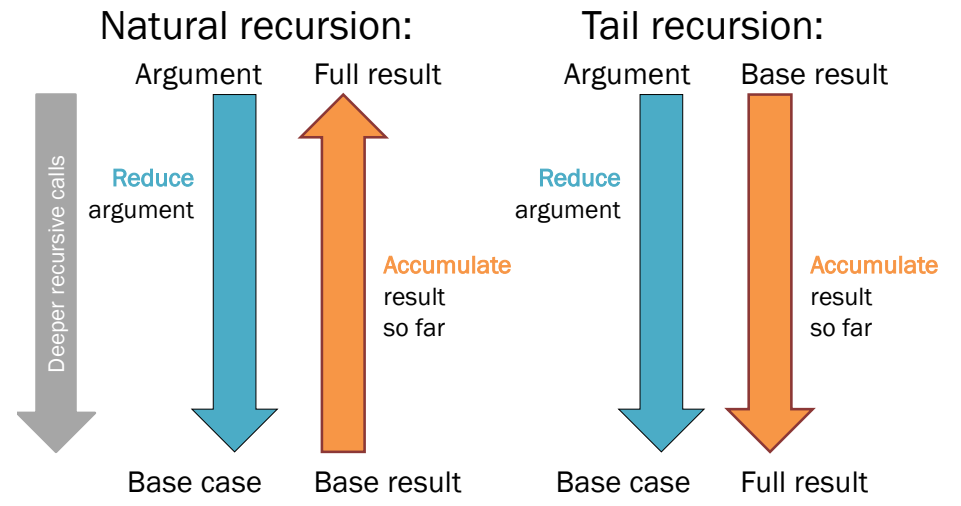 Natural recursion:
Tail recursion:
Argument
Full result
Argument
Base result
Deeper recursive calls
Reduce
argument
Accumulate
result
so far
Reduce
argument
Accumulate
result
so far
Base case
Base result
Base case
Full result